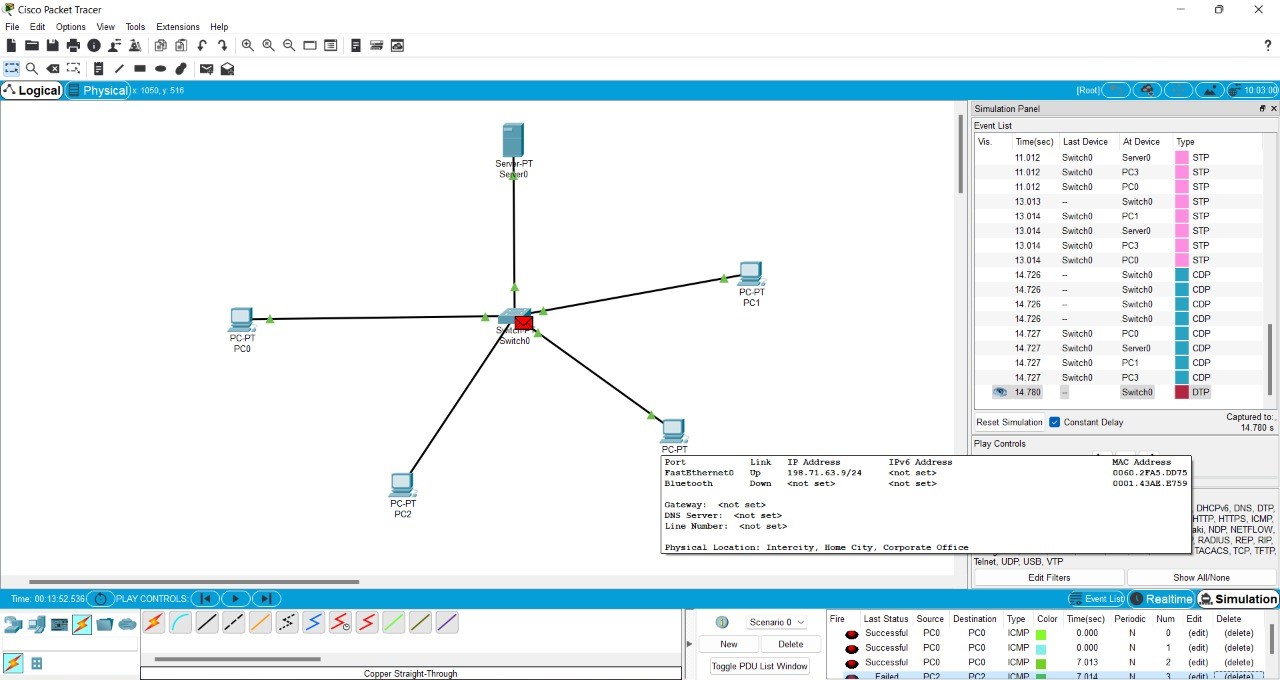 Cisco Packet Tracer
File Edit Options View Tools Extensions Help
?
Logical Physical x: 1050, y: 516 [Root] 10:03:00
Server-PT
Server0
PC-PT
PC1
PC-PT
PC0
Switch0
PC-PT
PC-PT
PC2
Port Link IP Address IPv6 Address MAC Address
FastEthernet0 Up 198.71.63.9/24 <not set> 0060.2FA5.DD75
Bluetooth Down <not set> <not set> 0001.43AE.E759
Gateway: <not set>
DNS Server: <not set>
Line Number: <not set>
Physical Location: Intercity, Home City, Corporate Office
Simulation Panel
Event List
Vis. Time(sec) Last Device At Device Type
11.012 Switch0 Server0 STP
11.012 Switch0 PC3 STP
11.012 Switch0 PC0 STP
13.013 -- Switch0 STP
13.014 Switch0 PC1 STP
13.014 Switch0 Server0 STP
13.014 Switch0 PC3 STP
13.014 Switch0 PC0 STP
14.726 -- Switch0 CDP
14.726 -- Switch0 CDP
14.726 -- Switch0 CDP
14.726 -- Switch0 CDP
14.727 Switch0 PC0 CDP
14.727 Switch0 Server0 CDP
14.727 Switch0 PC1 CDP
14.727 Switch0 PC3 CDP
14.780 -- Switch0 DTP
Reset Simulation Constant Delay Captured to:
14.780 s
Play Controls
, DHCPv6, DNS, DTP,
HTTP, HTTPS, ICMP,
NDP, NETFLOW,
RADIUS, REP, RIP,
TACACS, TCP, TFTP,
Telnet, UDP, USB, VTP
Edit Filters Show All/None
Time: 00:13:52.536 PLAY CONTROLS: Event List Realtime Simulation
Copper Straight-Through
Scenario 0
New Delete
Toggle PDU List Window
Fire Last Status Source Destination Type Color Time(sec) Periodic Num Edit Delete
Successful PC0 PC0 ICMP 0.000 N 0 (edit) (delete)
Successful PC0 PC0 ICMP 0.000 N 1 (edit) (delete)
Successful PC0 PC0 ICMP 7.013 N 2 (edit) (delete)
Failed PC2 PC0 ICMP 7.014 N 3 (edit) (delete)